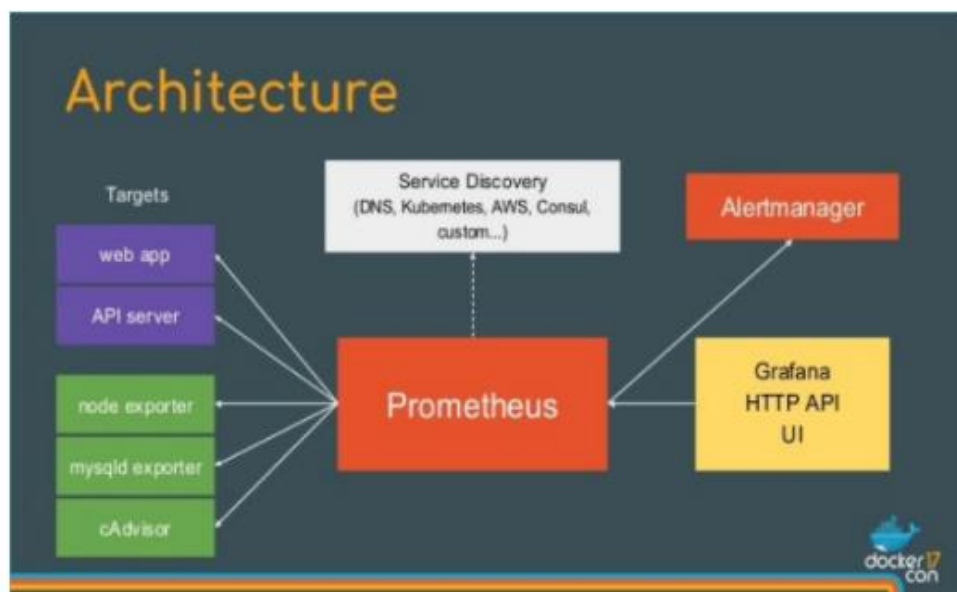 Architecture
Targets
web app
API server
node exporter
mysqld exporter
cAdvisor
Service Discovery
(DNS, Kubernetes, AWS, Consul,
custom...)
Prometheus
Alertmanager
Grafana
HTTP API
UI
docker 17
con